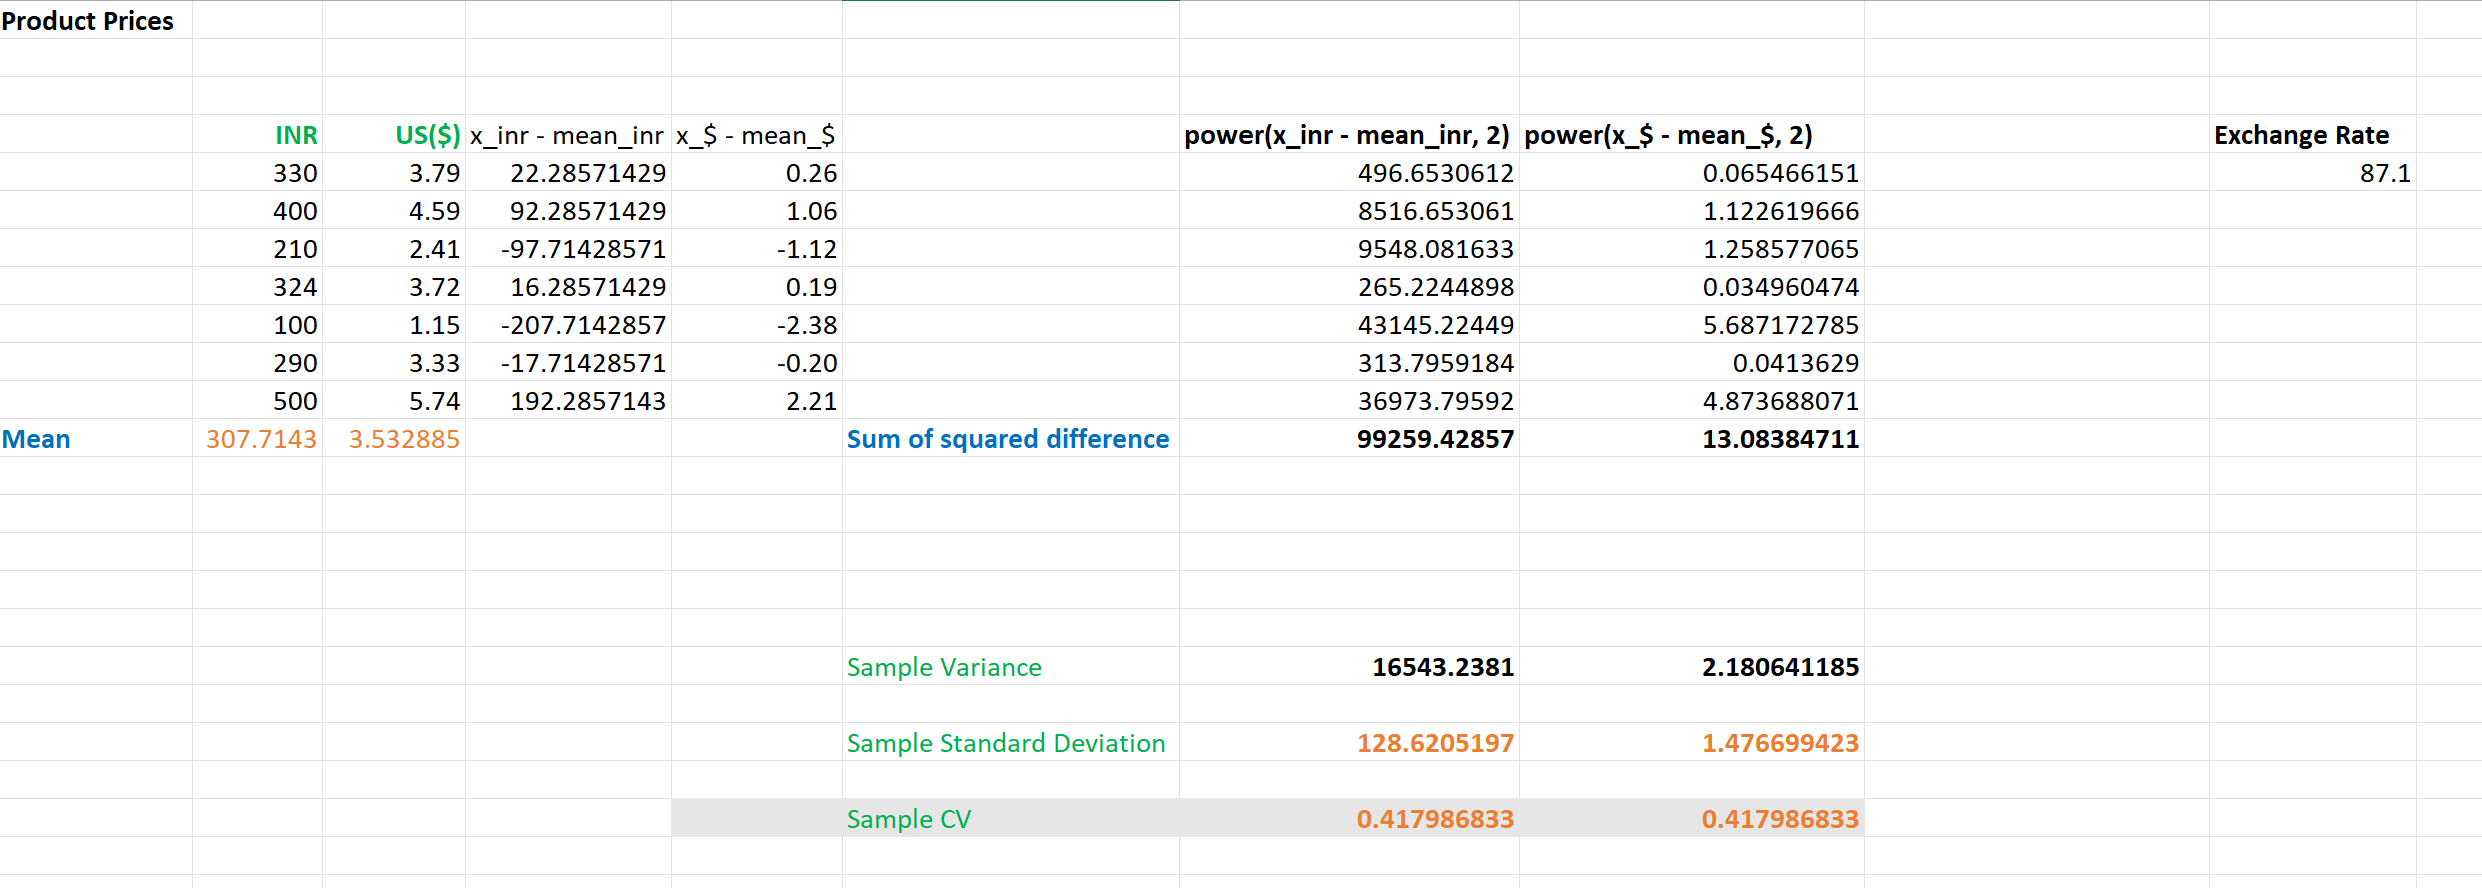 Product Prices
INR US($) x_inr - mean_inr x_$ - mean_$ power(x_inr - mean_inr, 2) power(x_$ - mean_$, 2) Exchange Rate
330 3.79 22.28571429 0.26 496.6530612 0.065466151 87.1
400 4.59 92.28571429 1.06 8516.653061 1.122619666
210 2.41 -97.71428571 -1.12 9548.081633 1.258577065
324 3.72 16.28571429 0.19 265.2244898 0.034960474
100 1.15 -207.7142857 -2.38 43145.22449 5.687172785
290 3.33 -17.71428571 -0.20 313.7959184 0.0413629
500 5.74 192.2857143 2.21 36973.79592 4.873688071
Mean 307.7143 3.532885 Sum of squared difference 99259.42857 13.08384711
Sample Variance 16543.2381 2.180641185
Sample Standard Deviation 128.6205197 1.476699423
Sample CV 0.417986833 0.417986833